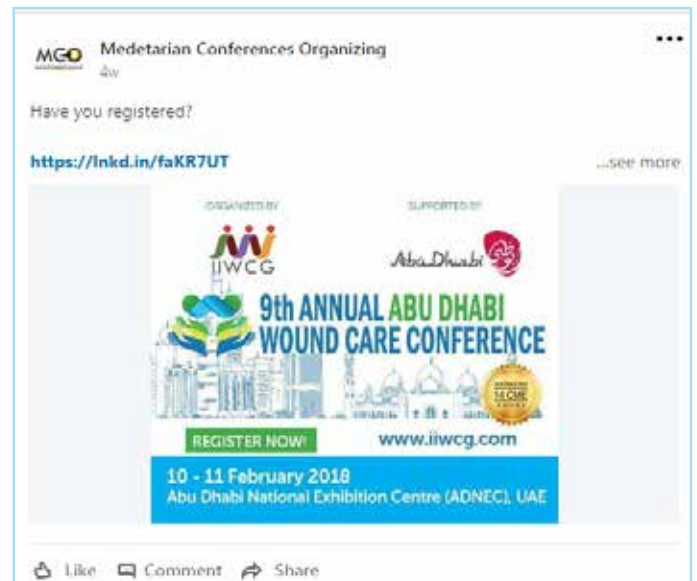 MCO
Medetarian Conferences Organizing
4w
Have you registered?
https://lnkd.in/faKR7UT
...see more
ORGANIZED BY
SUPPORTED BY
IIWCG
Abu Dhabi
9th ANNUAL ABU DHABI
WOUND CARE CONFERENCE
14 CME
REGISTER NOW!
www.iiwcg.com
10 - 11 February 2018
Abu Dhabi National Exhibition Centre (ADNEC), UAE
Like Comment Share